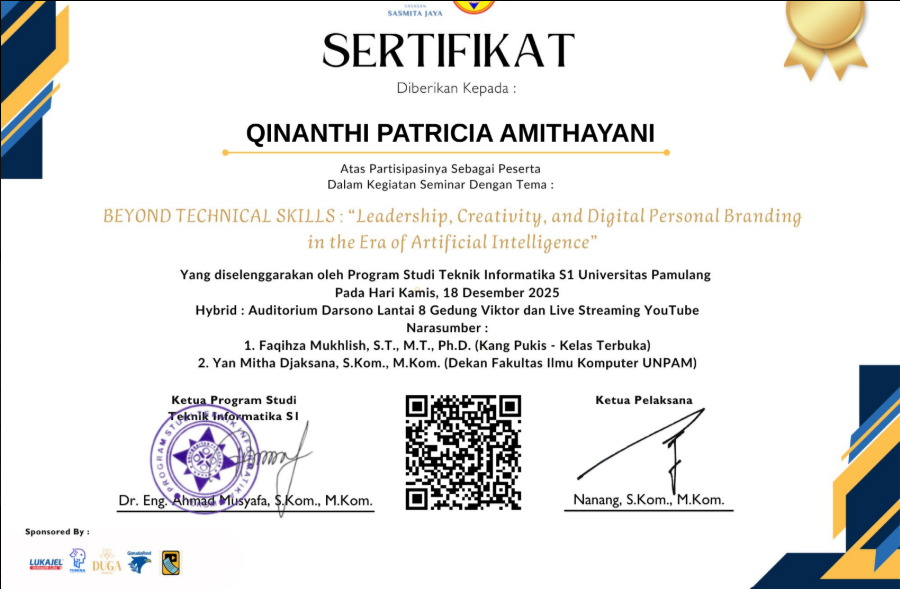 YAYASAN
SASMITA JAYA
SERTIFIKAT
Diberikan Kepada :
QINANTHI PATRICIA AMITHAYANI
Atas Partisipasinya Sebagai Peserta
Dalam Kegiatan Seminar Dengan Tema :
BEYOND TECHNICAL SKILLS : “Leadership, Creativity, and Digital Personal Branding
in the Era of Artificial Intelligence”
Yang diselenggarakan oleh Program Studi Teknik Informatika S1 Universitas Pamulang
Pada Hari Kamis, 18 Desember 2025
Hybrid : Auditorium Darsono Lantai 8 Gedung Viktor dan Live Streaming YouTube
Narasumber :
1. Faqihza Mukhlish, S.T., M.T., Ph.D. (Kang Pukis - Kelas Terbuka)
2. Yan Mitha Djaksana, S.Kom., M.Kom. (Dekan Fakultas Ilmu Komputer UNPAM)
Ketua Program Studi
Teknik Informatika S1
PROGRAM STUDI TEKNIK INFORMATIKA
Dr. Eng. Ahmad Musyafa, S.Kom., M.Kom.
Ketua Pelaksana
Nanang, S.Kom., M.Kom.
Sponsored By :
LUKAJEL
DUGA